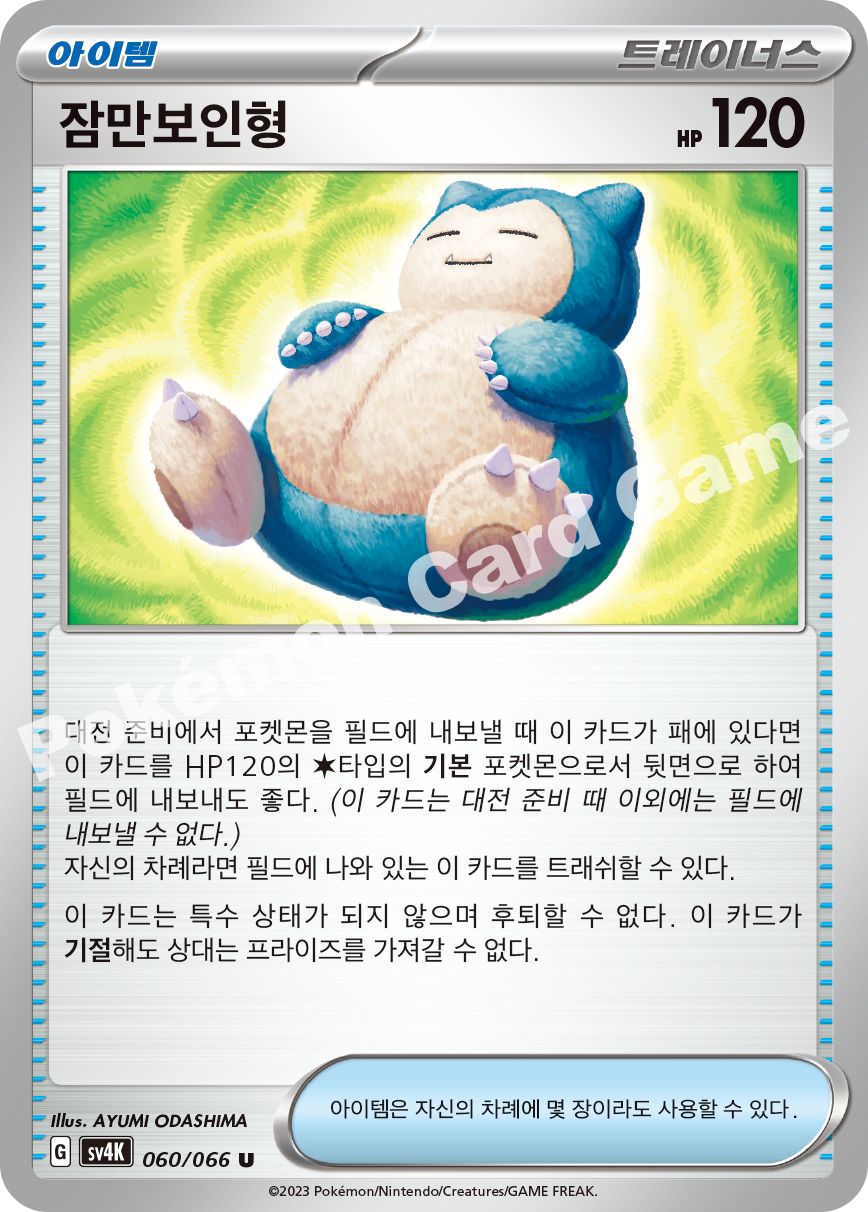 아이템 트레이너스
잠만보인형 HP 120
대전 준비에서 포켓몬을 필드에 내보낼 때 이 카드가 패에 있다면
이 카드를 HP120의 타입의 기본 포켓몬으로서 뒷면으로 하여
필드에 내보내도 좋다. (이 카드는 대전 준비 때 이외에는 필드에
내보낼 수 없다.)
자신의 차례라면 필드에 나와 있는 이 카드를 트래쉬할 수 있다.
이 카드는 특수 상태가 되지 않으며 후퇴할 수 없다. 이 카드가
기절해도 상대는 프라이즈를 가져갈 수 없다.
Pokémon Card Game
아이템은 자신의 차례에 몇 장이라도 사용할 수 있다.
Illus. AYUMI ODASHIMA
G SV4K 060/066 U
©2023 Pokémon/Nintendo/Creatures/GAME FREAK.